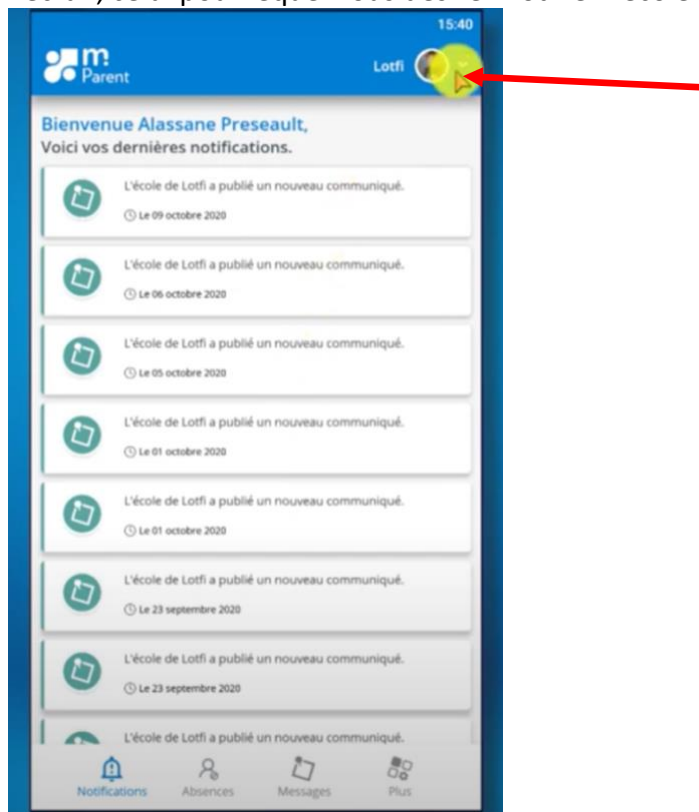 15:40
m
Parent
Lotfi
Bienvenue Alassane Preseault,
Voici vos dernières notifications.
L'école de Lotfi a publié un nouveau communiqué.
Le 09 octobre 2020
L'école de Lotfi a publié un nouveau communiqué.
Le 06 octobre 2020
L'école de Lotfi a publié un nouveau communiqué.
Le 05 octobre 2020
L'école de Lotfi a publié un nouveau communiqué.
Le 01 octobre 2020
L'école de Lotfi a publié un nouveau communiqué.
Le 01 octobre 2020
L'école de Lotfi a publié un nouveau communiqué.
Le 23 septembre 2020
L'école de Lotfi a publié un nouveau communiqué.
Le 23 septembre 2020
L'école de Lotfi a publié un nouveau communiqué.
Notifications Absences Messages Plus